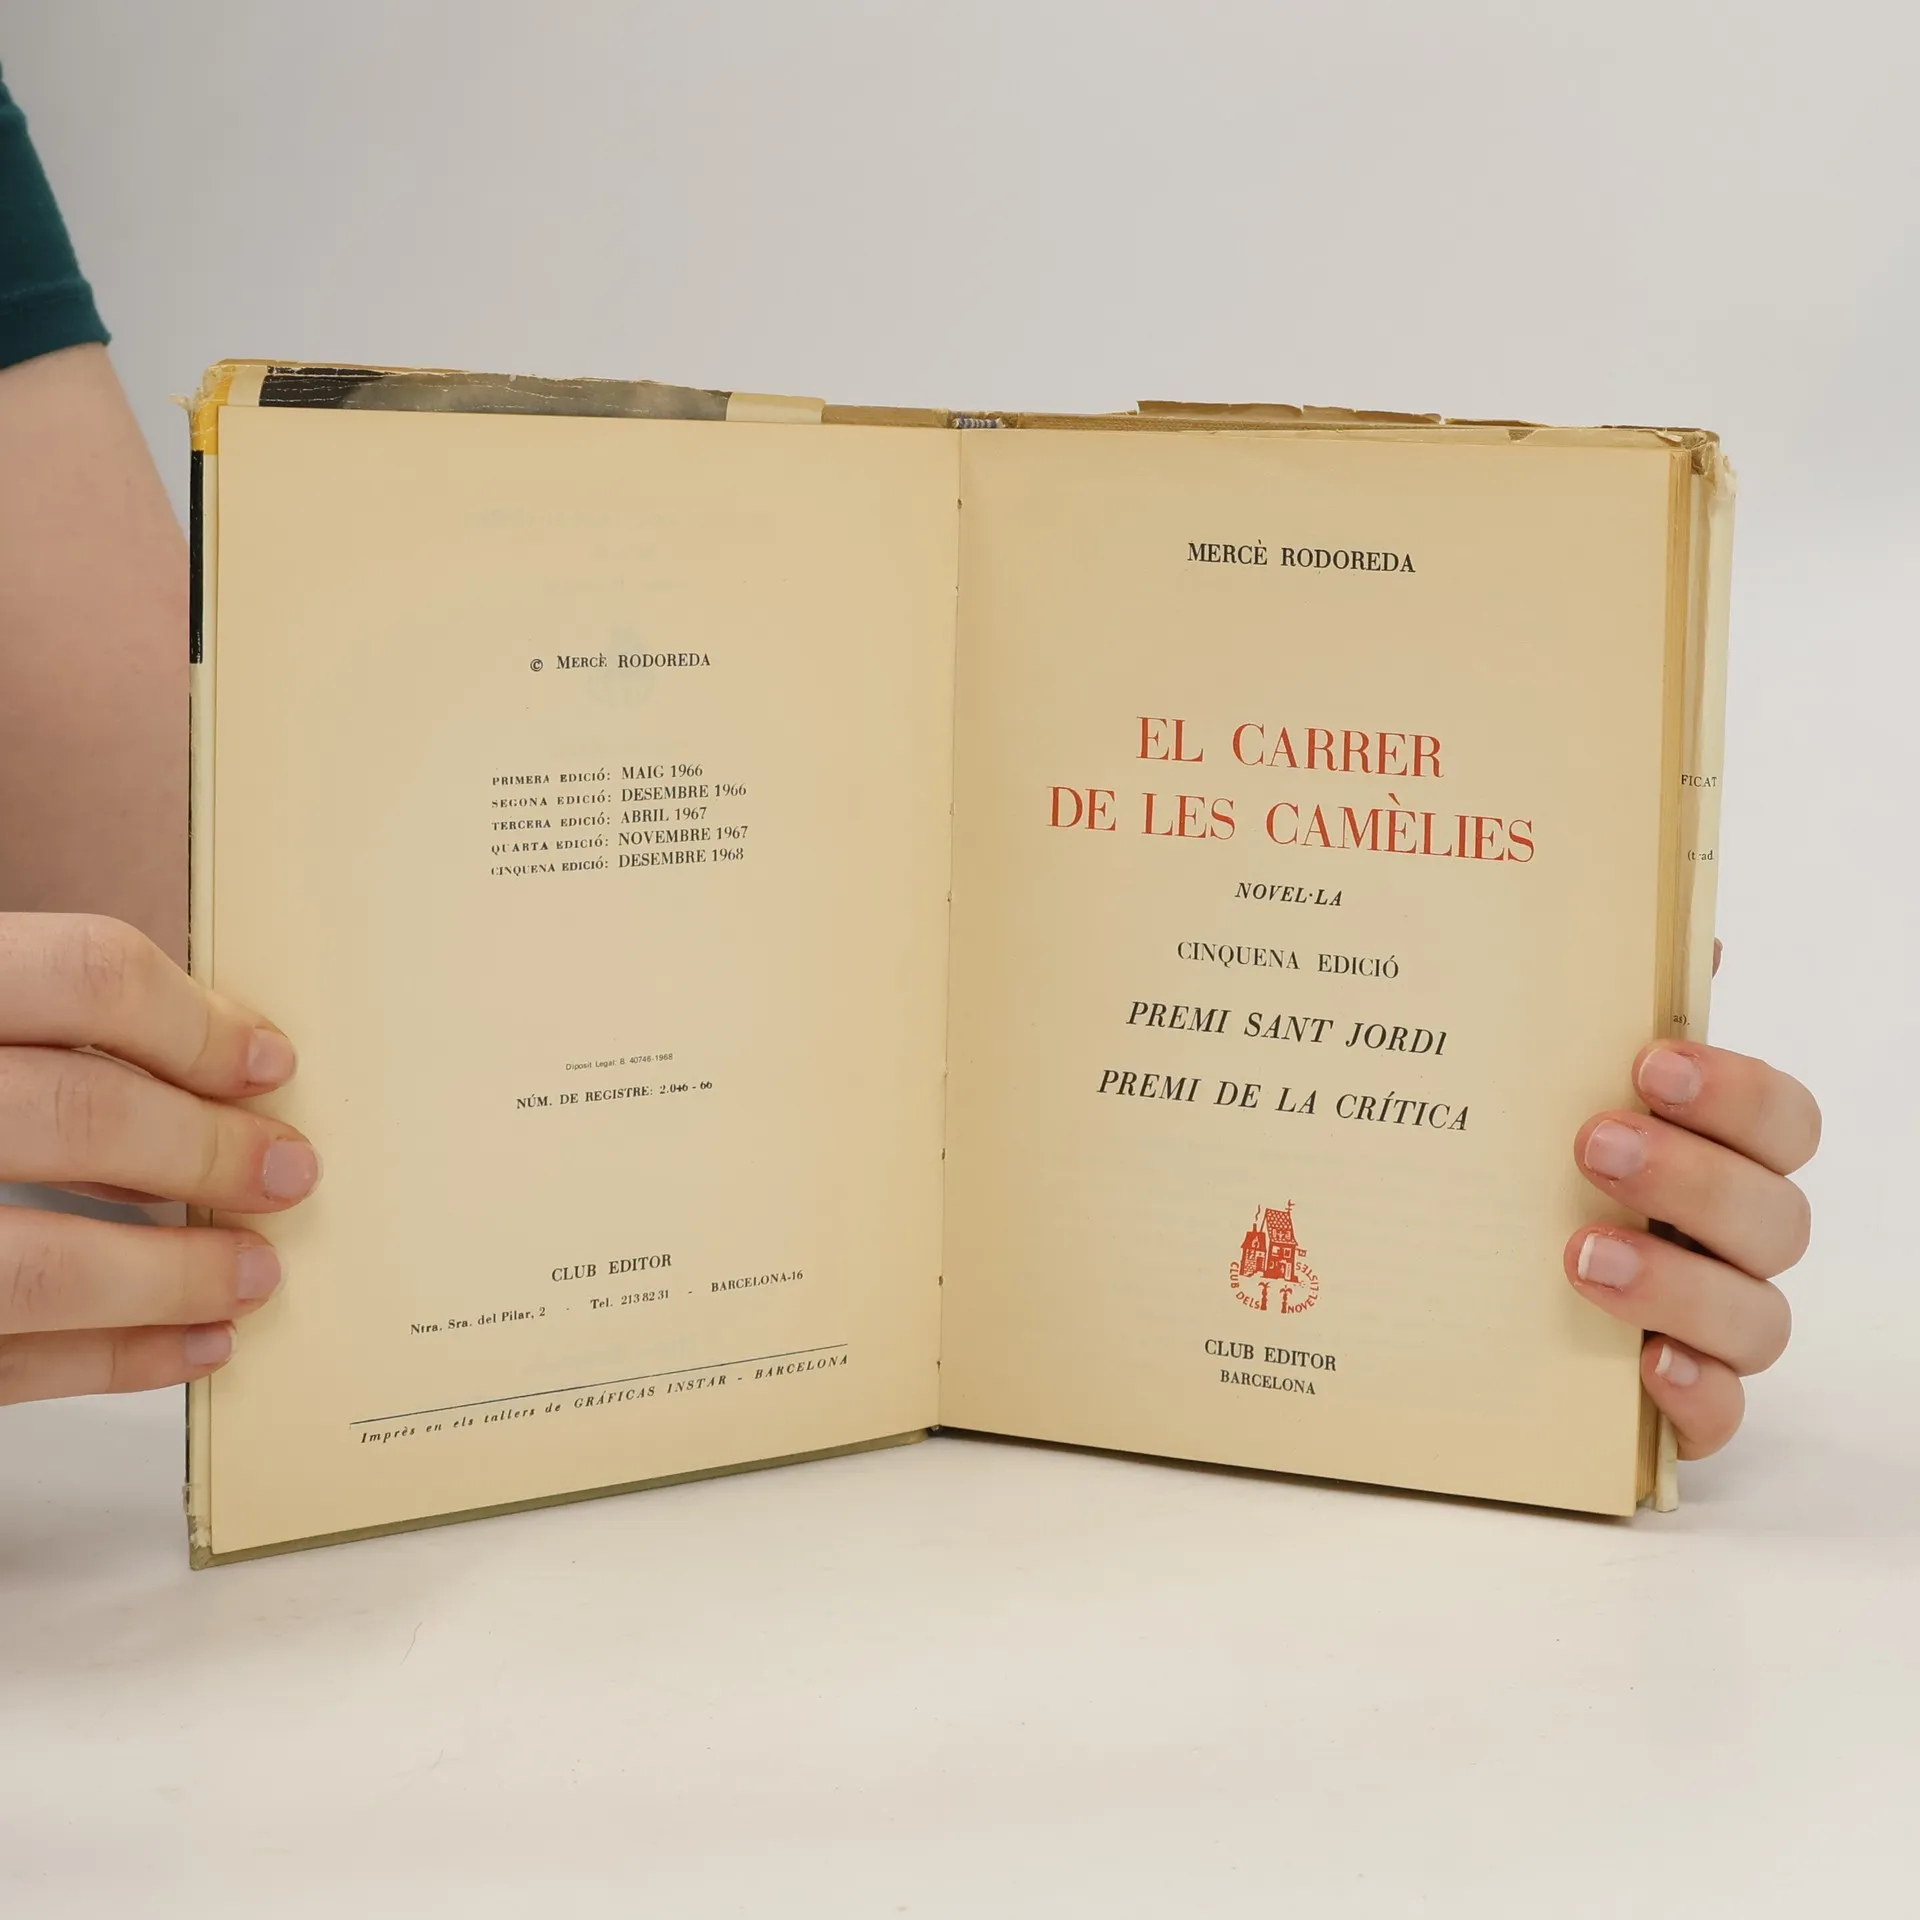 © MERCÈ RODOREDA
PRIMERA EDICIÓ: MAIG 1966
SEGONA EDICIÓ: DESEMBRE 1966
TERCERA EDICIÓ: ABRIL 1967
QUARTA EDICIÓ: NOVEMBRE 1967
CINQUENA EDICIÓ: DESEMBRE 1968
Diposit Legal: B. 40746-1968
NÚM. DE REGISTRE: 2.046 - 66
CLUB EDITOR
Ntra. Sra. del Pilar, 2 - Tel. 213 82 31 - BARCELONA-16
Imprès en els tallers de GRÁFICAS INSTAR - BARCELONA
MERCÈ RODOREDA
EL CARRER
DE LES CAMÈLIES
NOVEL·LA
CINQUENA EDICIÓ
PREMI SANT JORDI
PREMI DE LA CRÍTICA
CLUB DELS NOVEL·LISTES
CLUB EDITOR
BARCELONA
FICAT
(trad
as).